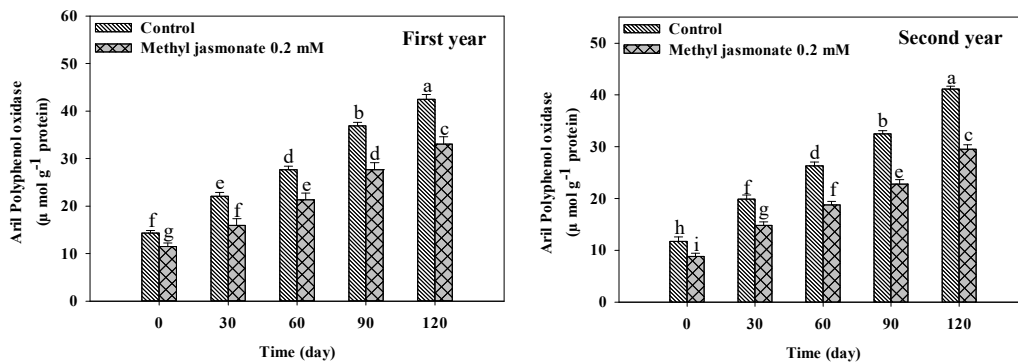 60
50
40
30
20
10
0
Aril Polyphenol oxidase
(µ mol g-1 protein)
Control
Methyl jasmonate 0.2 mM
First year
f
g
e
f
d
e
b
d
a
c
0 30 60 90 120
Time (day)
50
40
30
20
10
0
Aril Polyphenol oxidase
(µ mol g-1 protein)
Control
Methyl jasmonate 0.2 mM
Second year
h
i
f
g
d
f
b
e
a
c
0 30 60 90 120
Time (day)